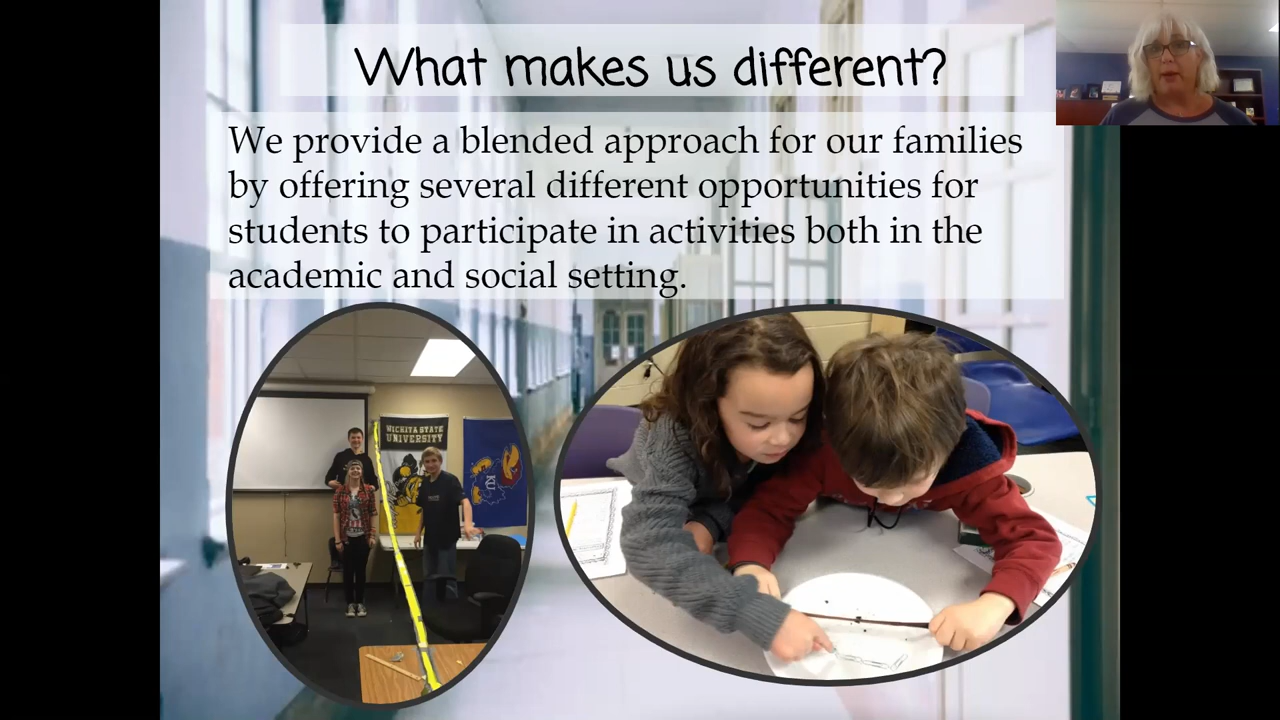 What makes us different?
We provide a blended approach for our families
by offering several different opportunities for
students to participate in activities both in the
academic and social setting.
WICHITA STATE
UNIVERSITY
KU